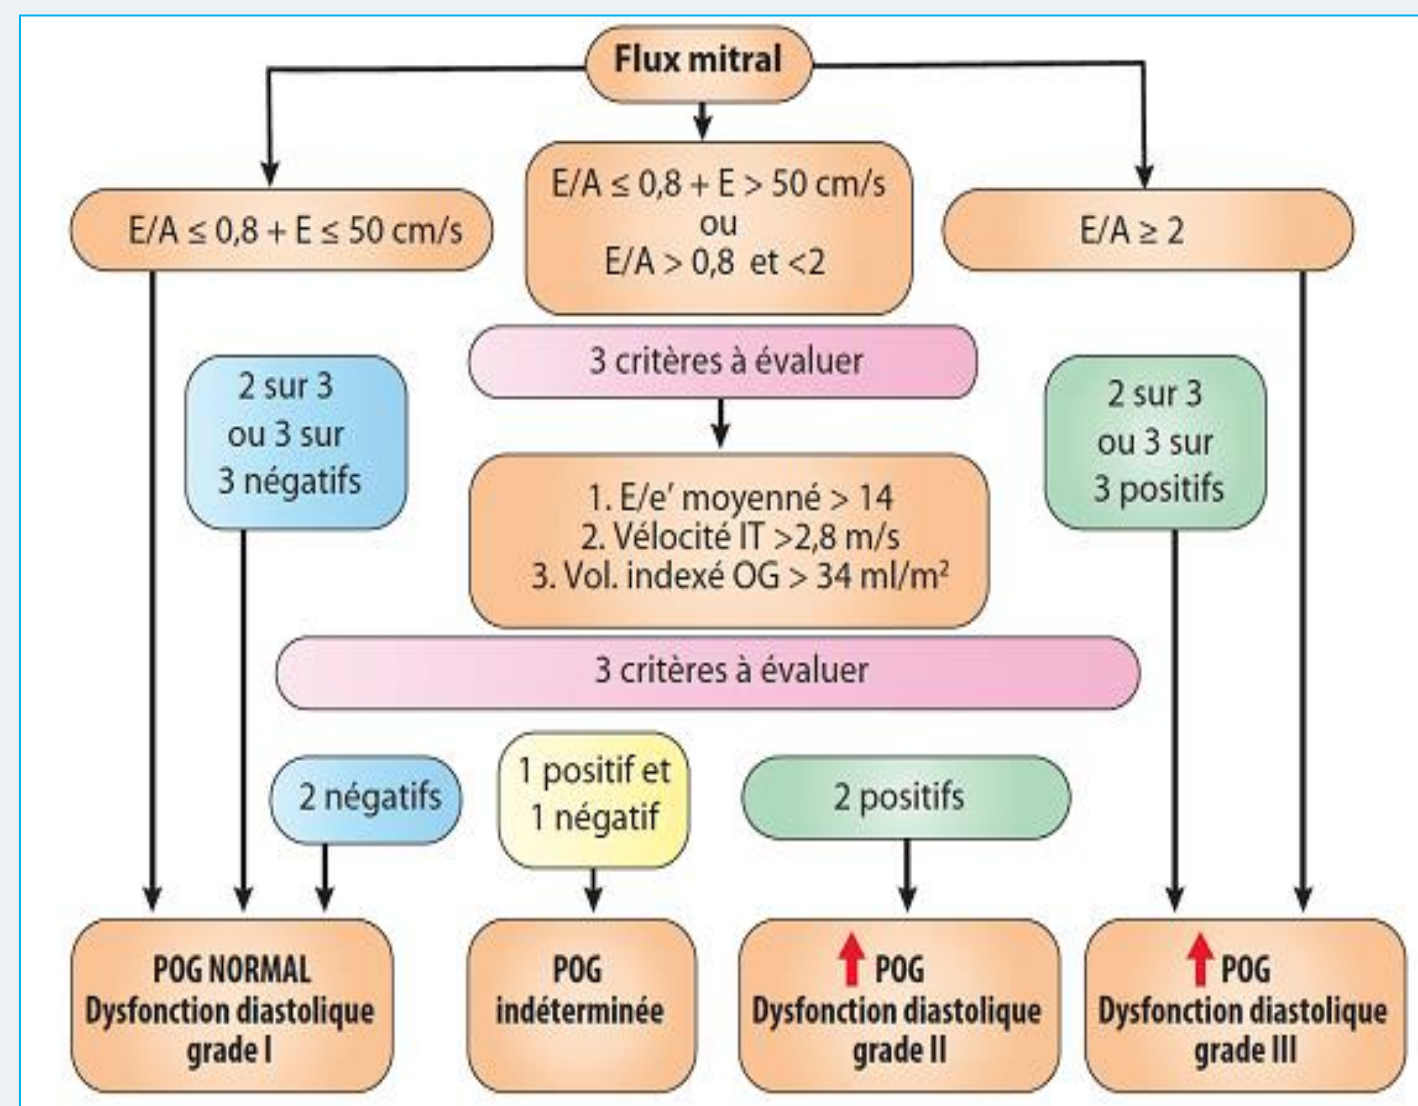 Flux mitral
E/A ≤ 0,8 + E ≤ 50 cm/s
E/A ≤ 0,8 + E > 50 cm/s
ou
E/A > 0,8 et <2
E/A ≥ 2
3 critères à évaluer
2 sur 3
ou 3 sur
3 négatifs
1. E/e’ moyenné > 14
2. Vélocité IT >2,8 m/s
3. Vol. indexé OG > 34 ml/m²
2 sur 3
ou 3 sur
3 positifs
3 critères à évaluer
2 négatifs
1 positif et
1 négatif
2 positifs
POG NORMAL
Dysfonction diastolique
grade I
POG
indéterminée
POG
Dysfonction diastolique
grade II
POG
Dysfonction diastolique
grade III